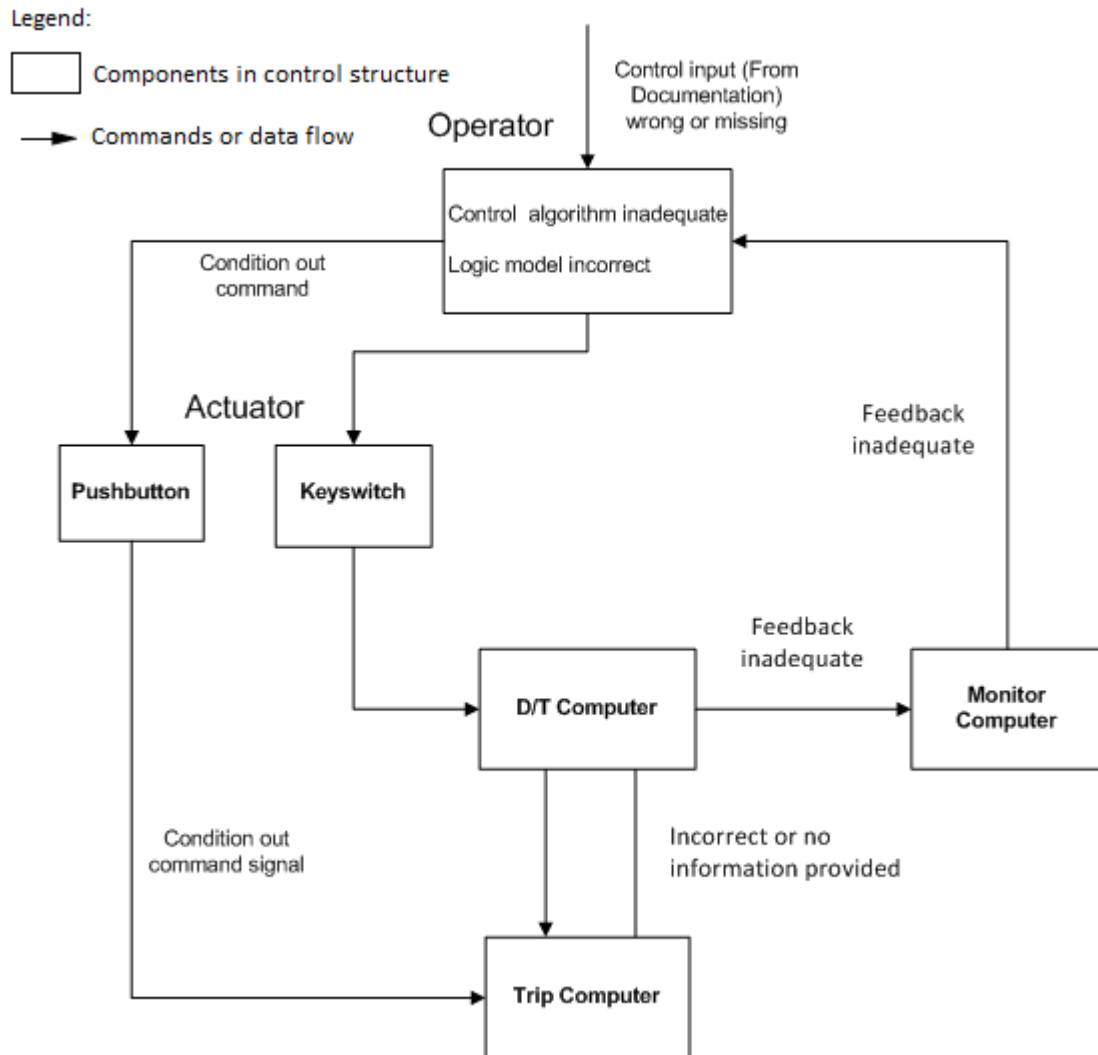 Legend:
Components in control structure
Commands or data flow
Control input (From
Documentation)
wrong or missing
Operator
Control algorithm inadequate
Logic model incorrect
Condition out
command
Actuator
Feedback
inadequate
Pushbutton
Keyswitch
Feedback
inadequate
D/T Computer
Monitor
Computer
Condition out
command signal
Incorrect or no
information provided
Trip Computer